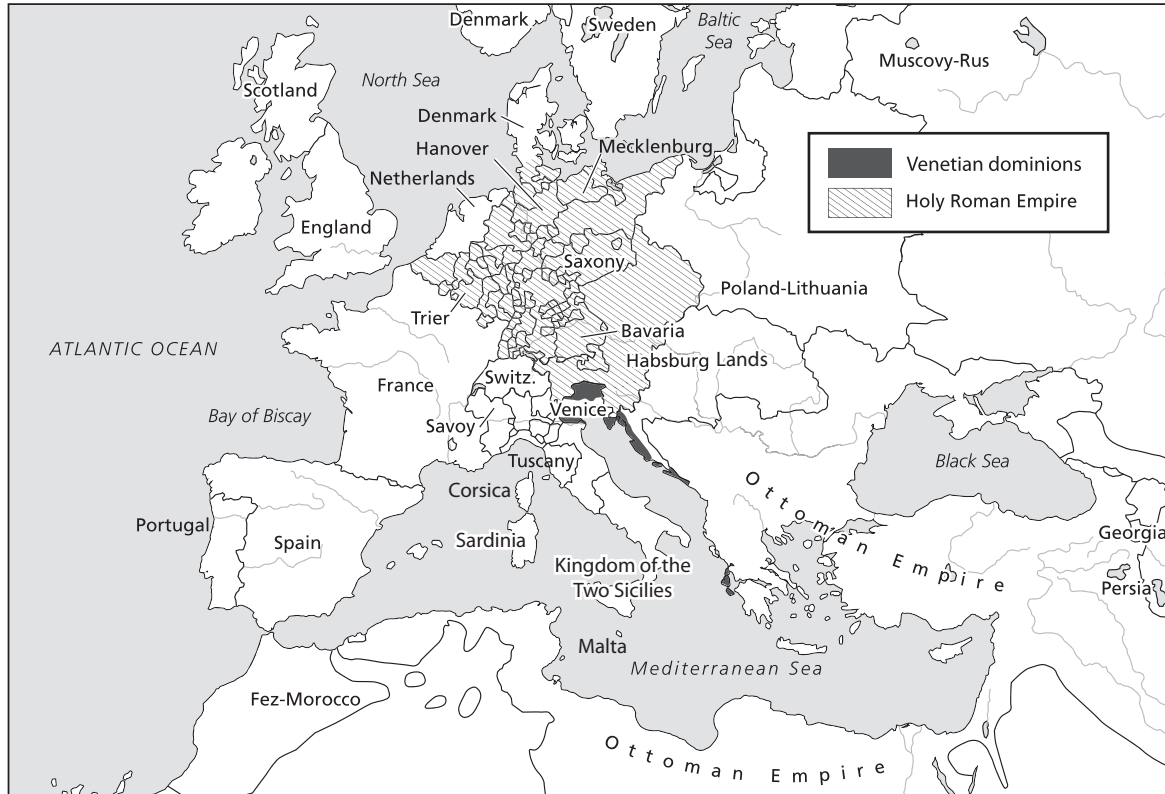 Denmark
Sweden
Baltic
Sea
Muscovy-Rus
North Sea
Scotland
Denmark
Hanover
Mecklenburg
Netherlands
Venetian dominions
Holy Roman Empire
England
Saxony
Poland-Lithuania
Trier
Bavaria
ATLANTIC OCEAN
Habsburg Lands
Switz.
France
Bay of Biscay
Venice
Savoy
Tuscany
Black Sea
Corsica
Portugal
Spain
Sardinia
Ottoman Empire
Georgia
Kingdom of the
Two Sicilies
Persia
Malta
Mediterranean Sea
Fez-Morocco
Ottoman Empire